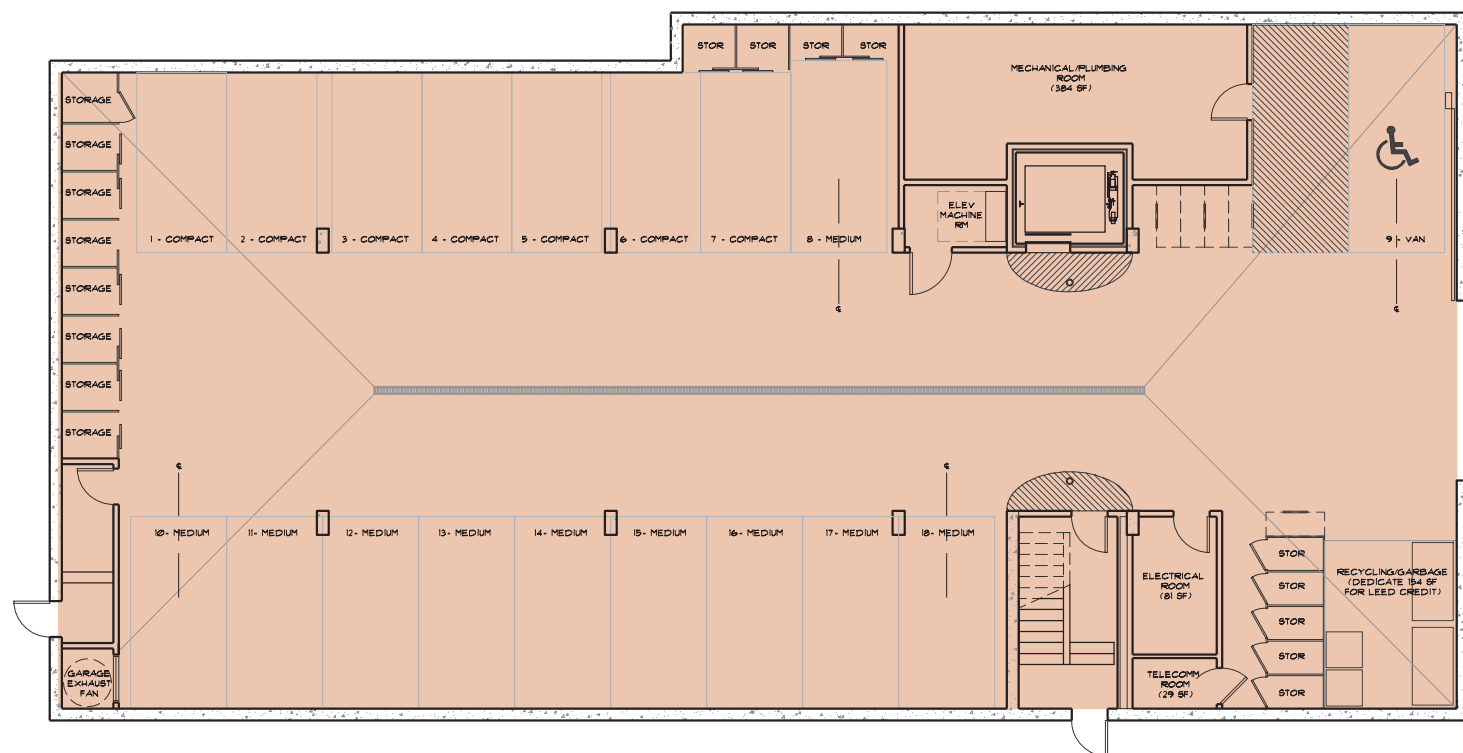 STOR
STOR
STOR
STOR
MECHANICAL/PLUMBING
ROOM
(384 SF)
STORAGE
STORAGE
STORAGE
STORAGE
STORAGE
STORAGE
STORAGE
STORAGE
1 - COMPACT
2 - COMPACT
3 - COMPACT
4 - COMPACT
5 - COMPACT
6 - COMPACT
7 - COMPACT
8 - MEDIUM
ELEV
MACHINE
RM
9 - VAN
10 - MEDIUM
11 - MEDIUM
12 - MEDIUM
13 - MEDIUM
14 - MEDIUM
15 - MEDIUM
16 - MEDIUM
17 - MEDIUM
18 - MEDIUM
ELECTRICAL
ROOM
(81 SF)
STOR
STOR
STOR
STOR
STOR
RECYCLING/GARBAGE
(DEDICATE 154 SF
FOR LEED CREDIT)
GARAGE
EXHAUST
FAN
TELECOMM
ROOM
(29 SF)